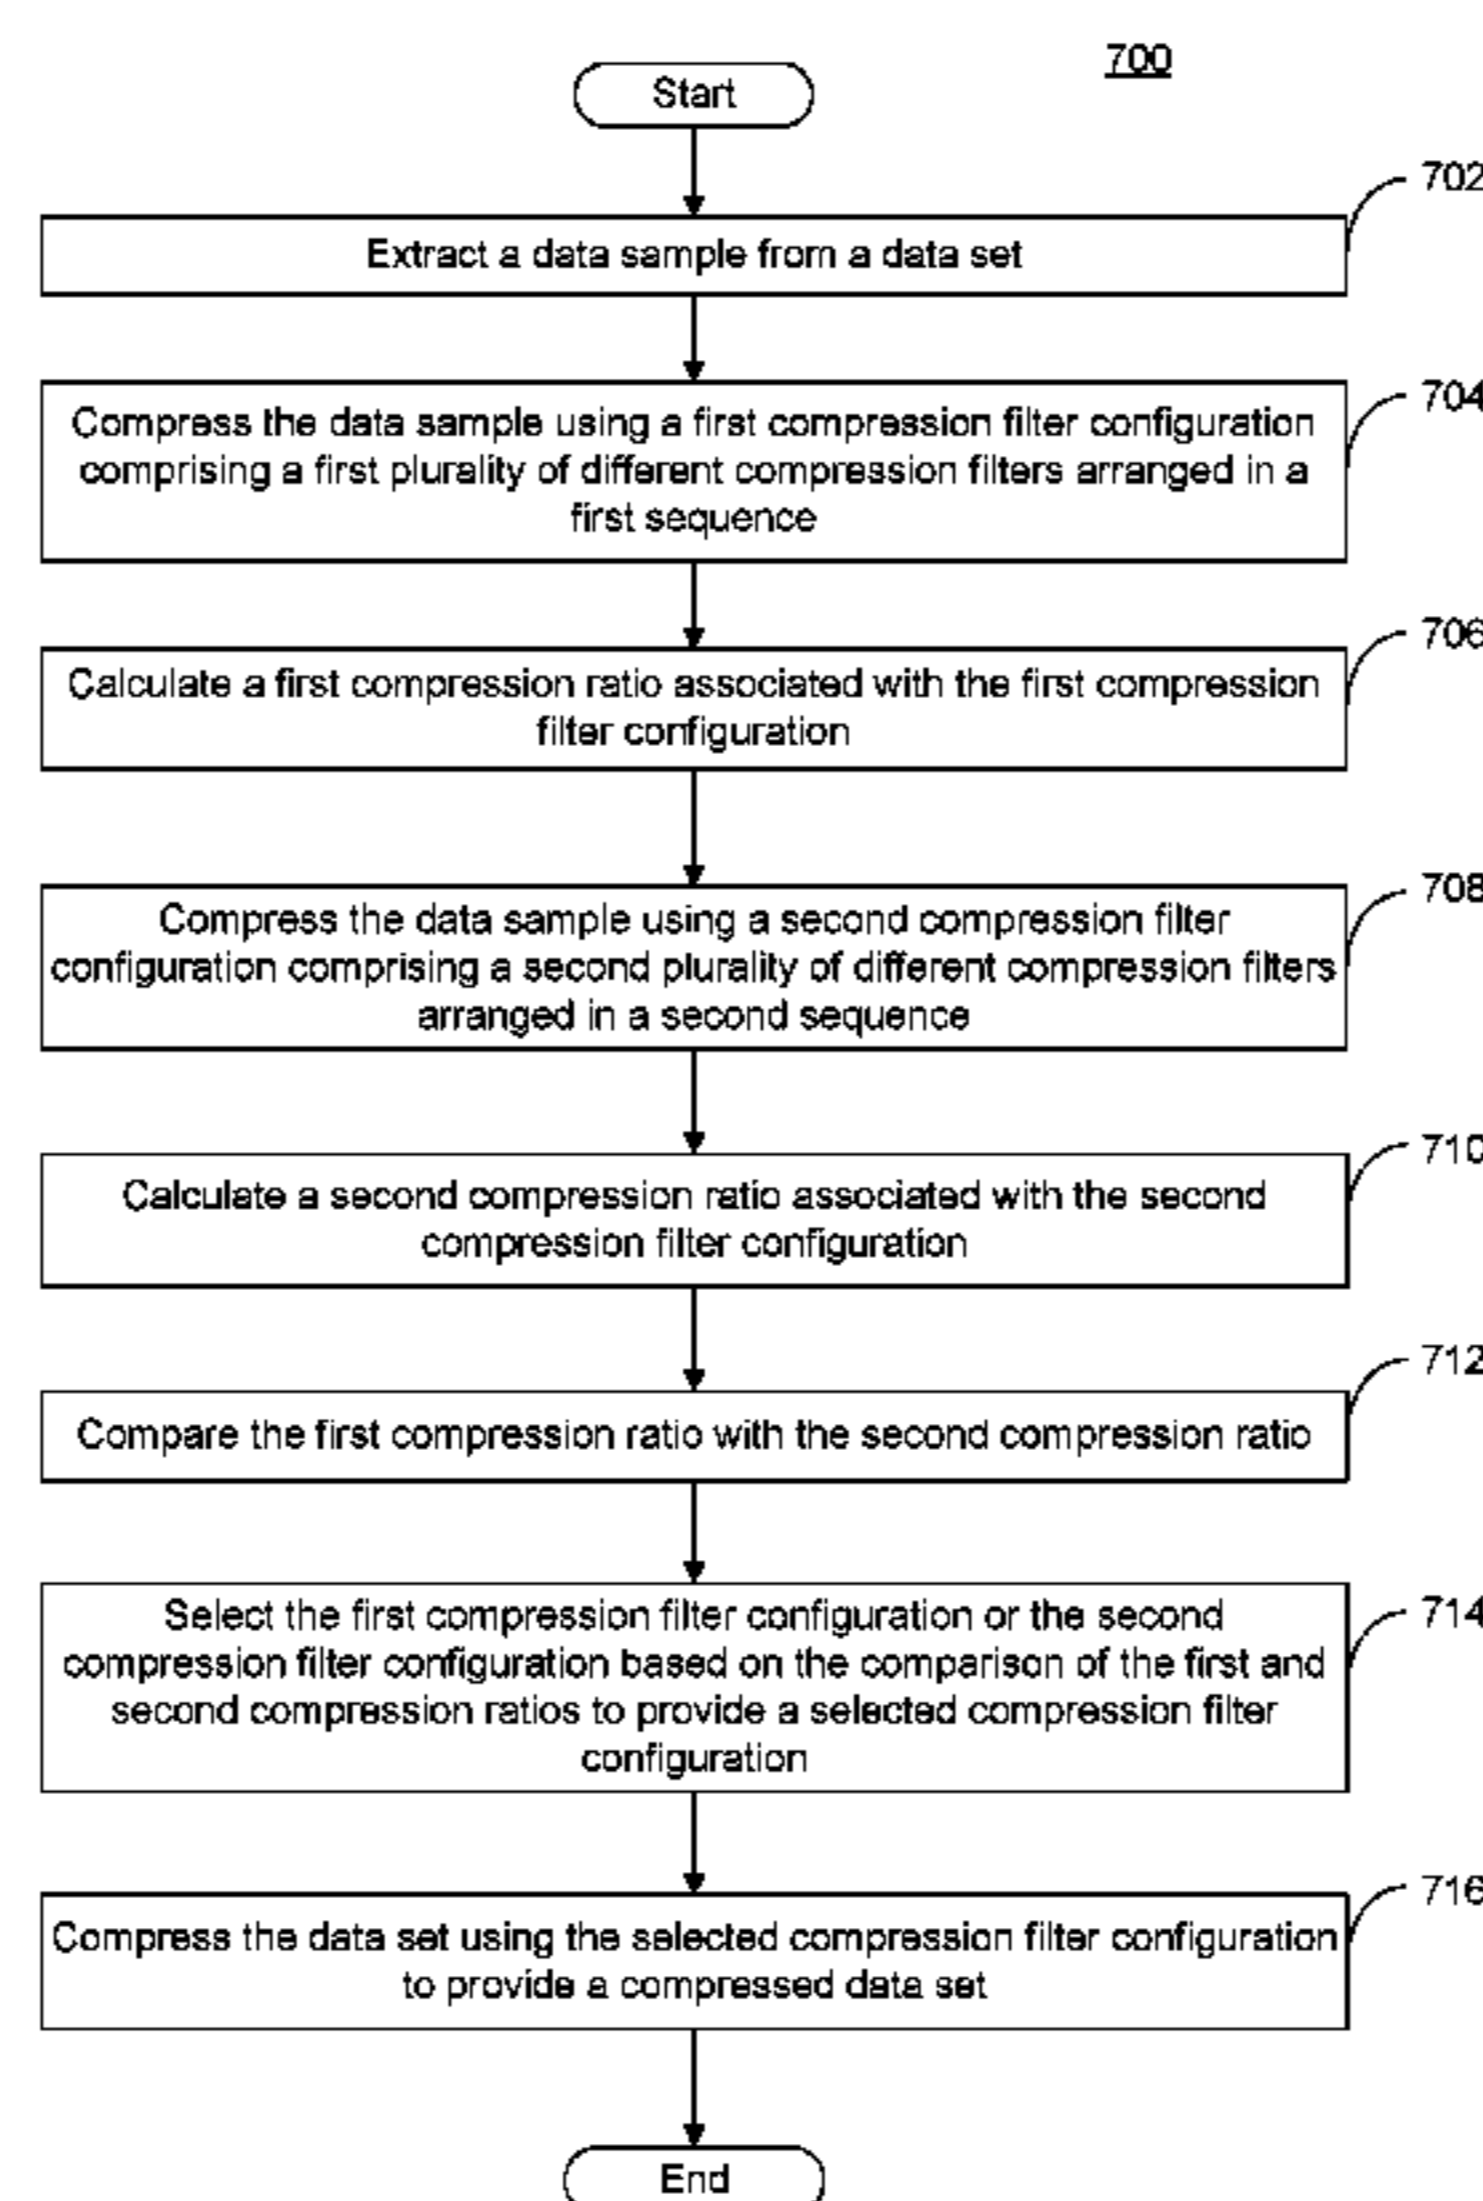 700
Start
702
Extract a data sample from a data set
704
Compress the data sample using a first compression filter configuration
comprising a first plurality of different compression filters arranged in a
first sequence
706
Calculate a first compression ratio associated with the first compression
filter configuration
708
Compress the data sample using a second compression filter
configuration comprising a second plurality of different compression filters
arranged in a second sequence
710
Calculate a second compression ratio associated with the second
compression filter configuration
712
Compare the first compression ratio with the second compression ratio
714
Select the first compression filter configuration or the second
compression filter configuration based on the comparison of the first and
second compression ratios to provide a selected compression filter
configuration
716
Compress the data set using the selected compression filter configuration
to provide a compressed data set
End